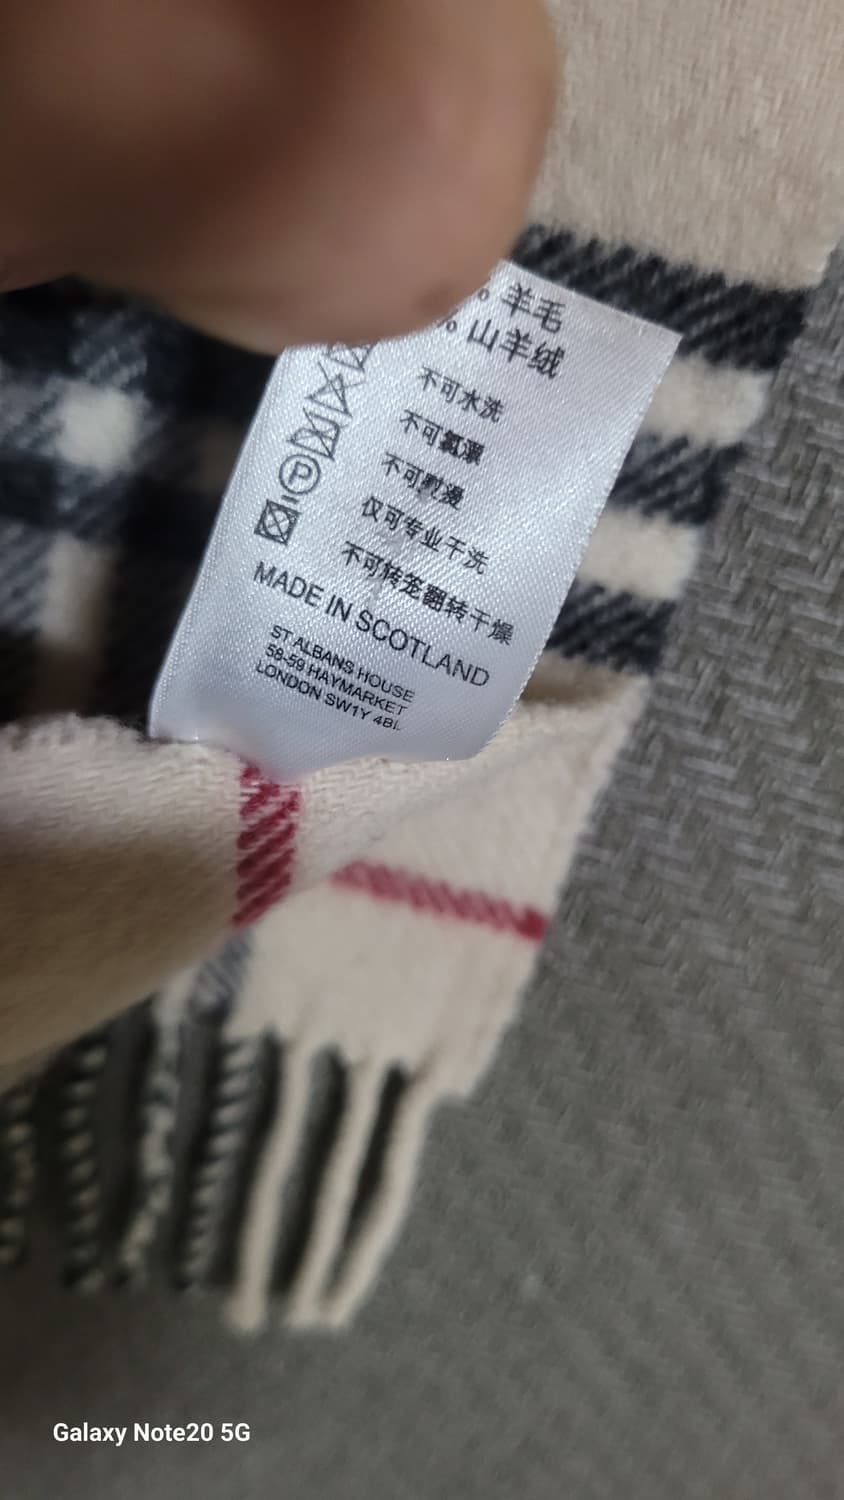 % 羊毛
% 山羊绒
不可水洗
不可氯漂
不可熨烫
仅可专业干洗
不可转笼翻转干燥
P
MADE IN SCOTLAND
ST ALBANS HOUSE
58-59 HAYMARKET
LONDON SW1Y 4BL
Galaxy Note20 5G